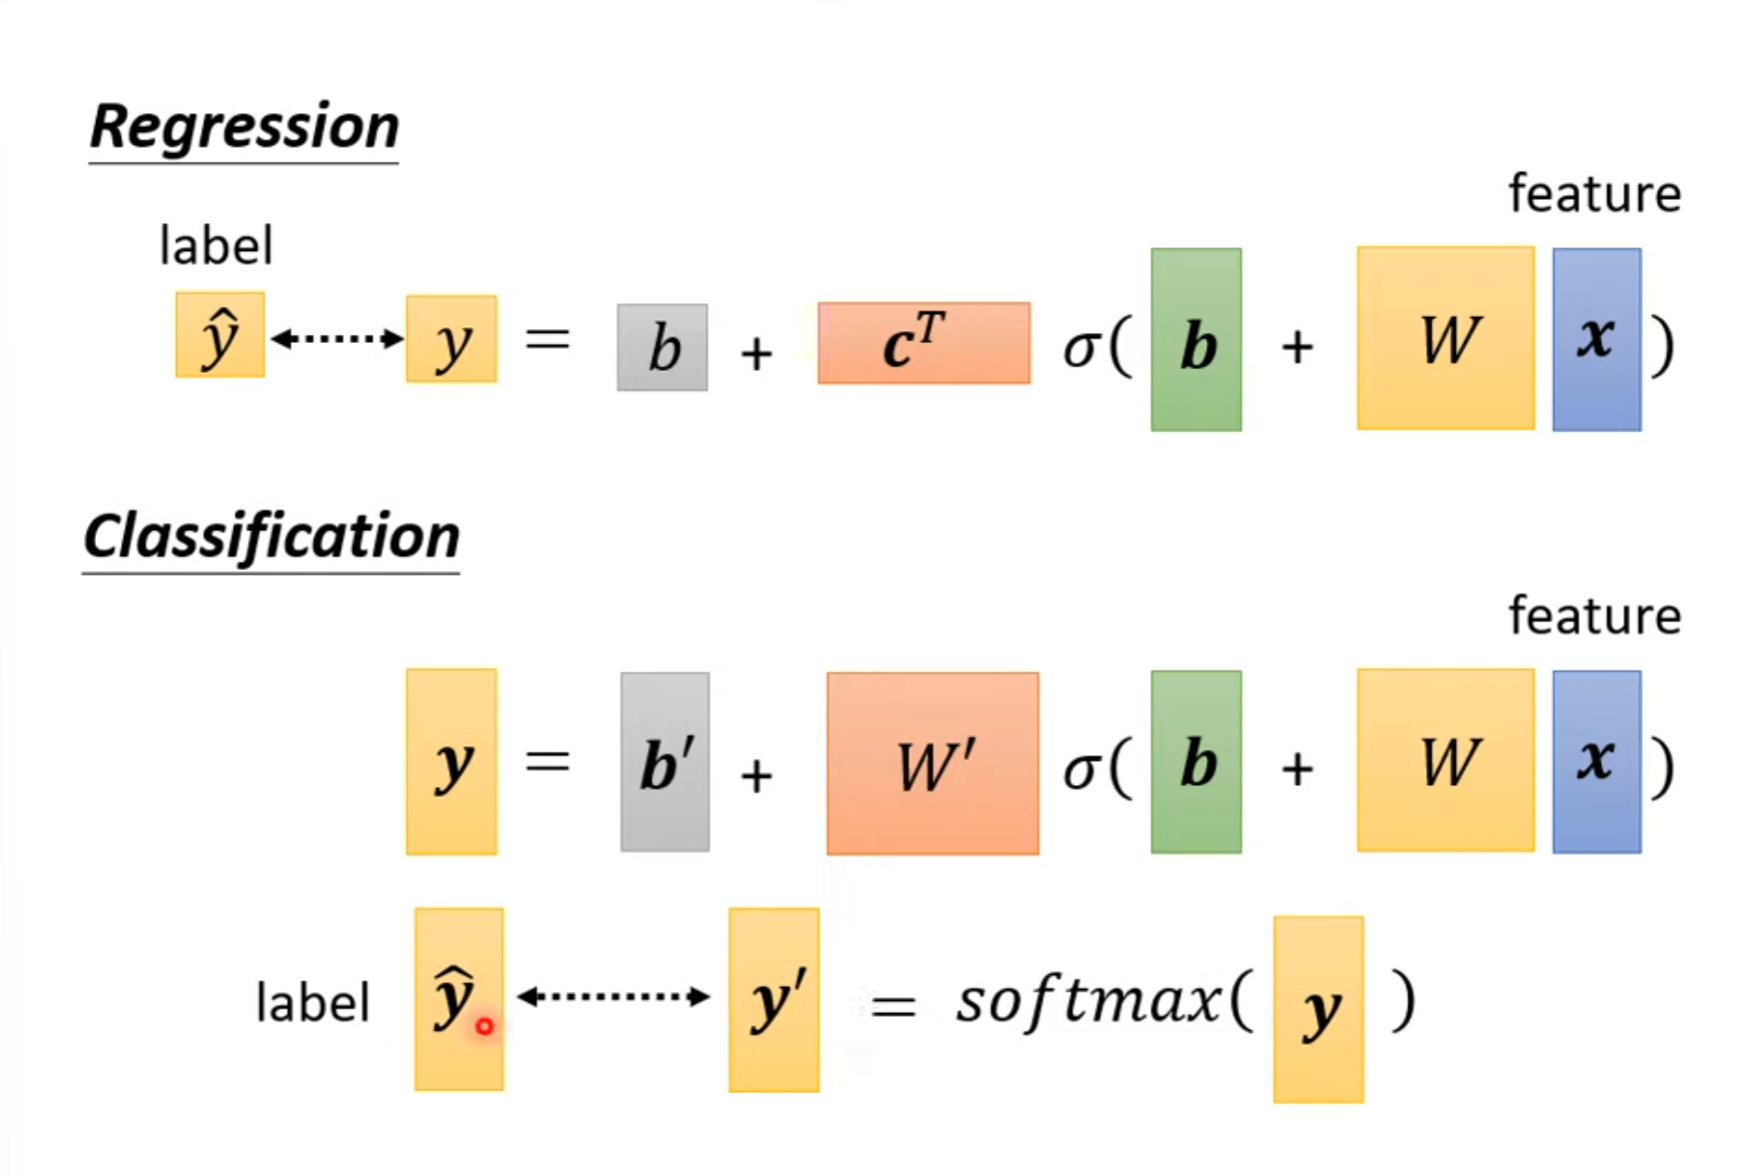 Regression
feature
label
ŷ y = b + cᵀ σ( b + W x )
Classification
feature
y = b′ + W′ σ( b + W x )
label ŷ y′ = softmax( y )